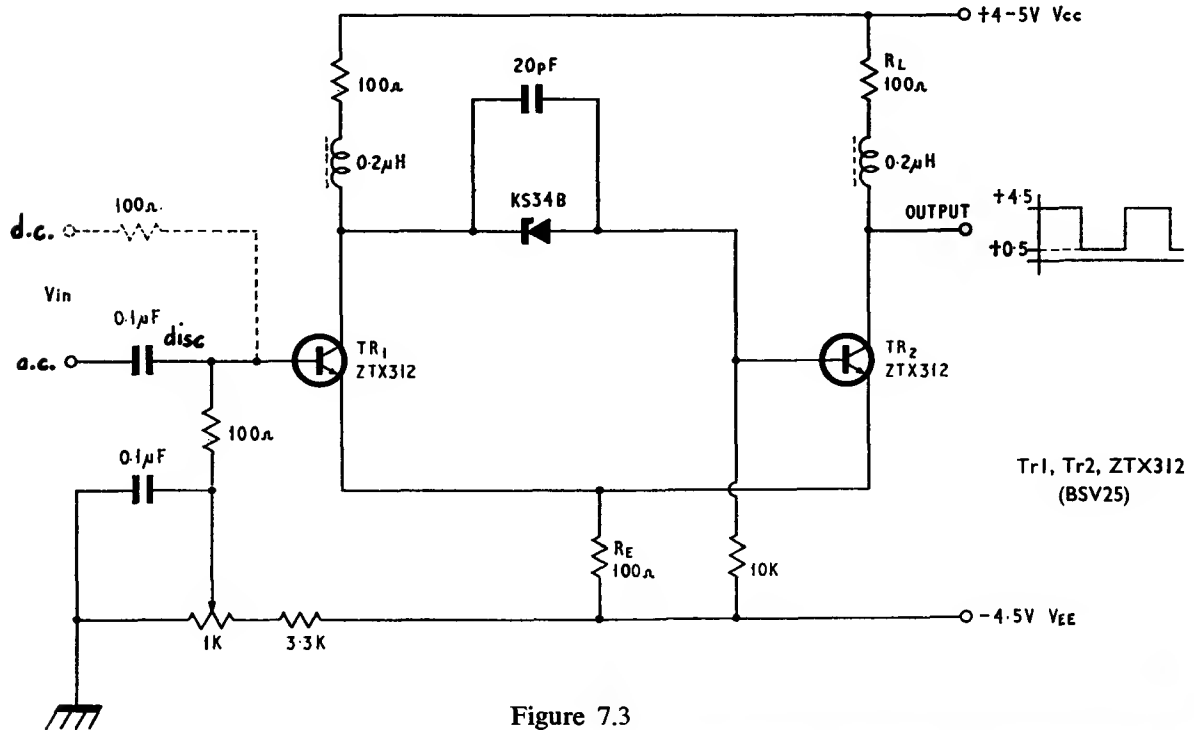 +4-5V Vcc
20pF
100Ω
RL
100Ω
0·2µH
0·2µH
KS34B
100Ω
d.c.
OUTPUT
+4·5
+0·5
Vin
0·1µF
disc
a.c.
TR1
ZTX312
TR2
ZTX312
100Ω
0·1µF
Tr1, Tr2, ZTX312
(BSV25)
RE
100Ω
10K
1K
3·3K
-4·5V VEE
Figure 7.3